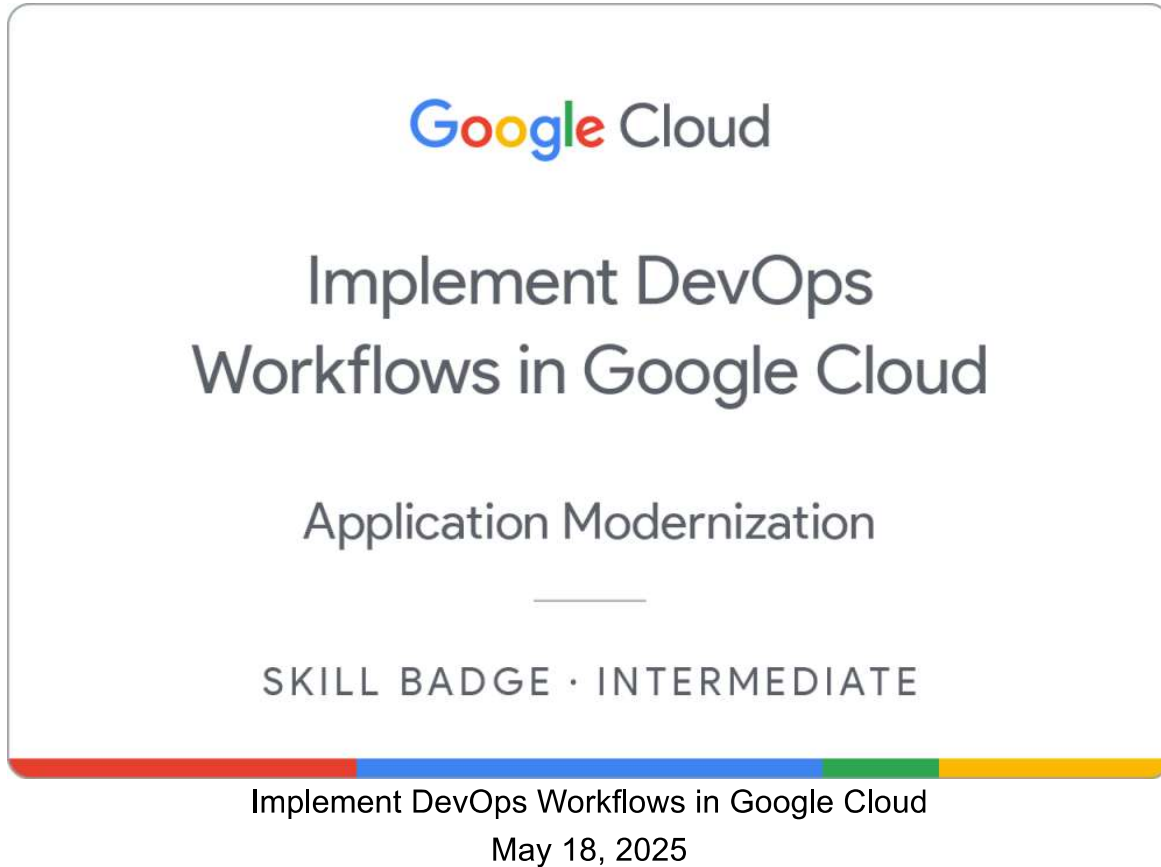 Google Cloud
Implement DevOps
Workflows in Google Cloud
Application Modernization
SKILL BADGE · INTERMEDIATE
Implement DevOps Workflows in Google Cloud
May 18, 2025